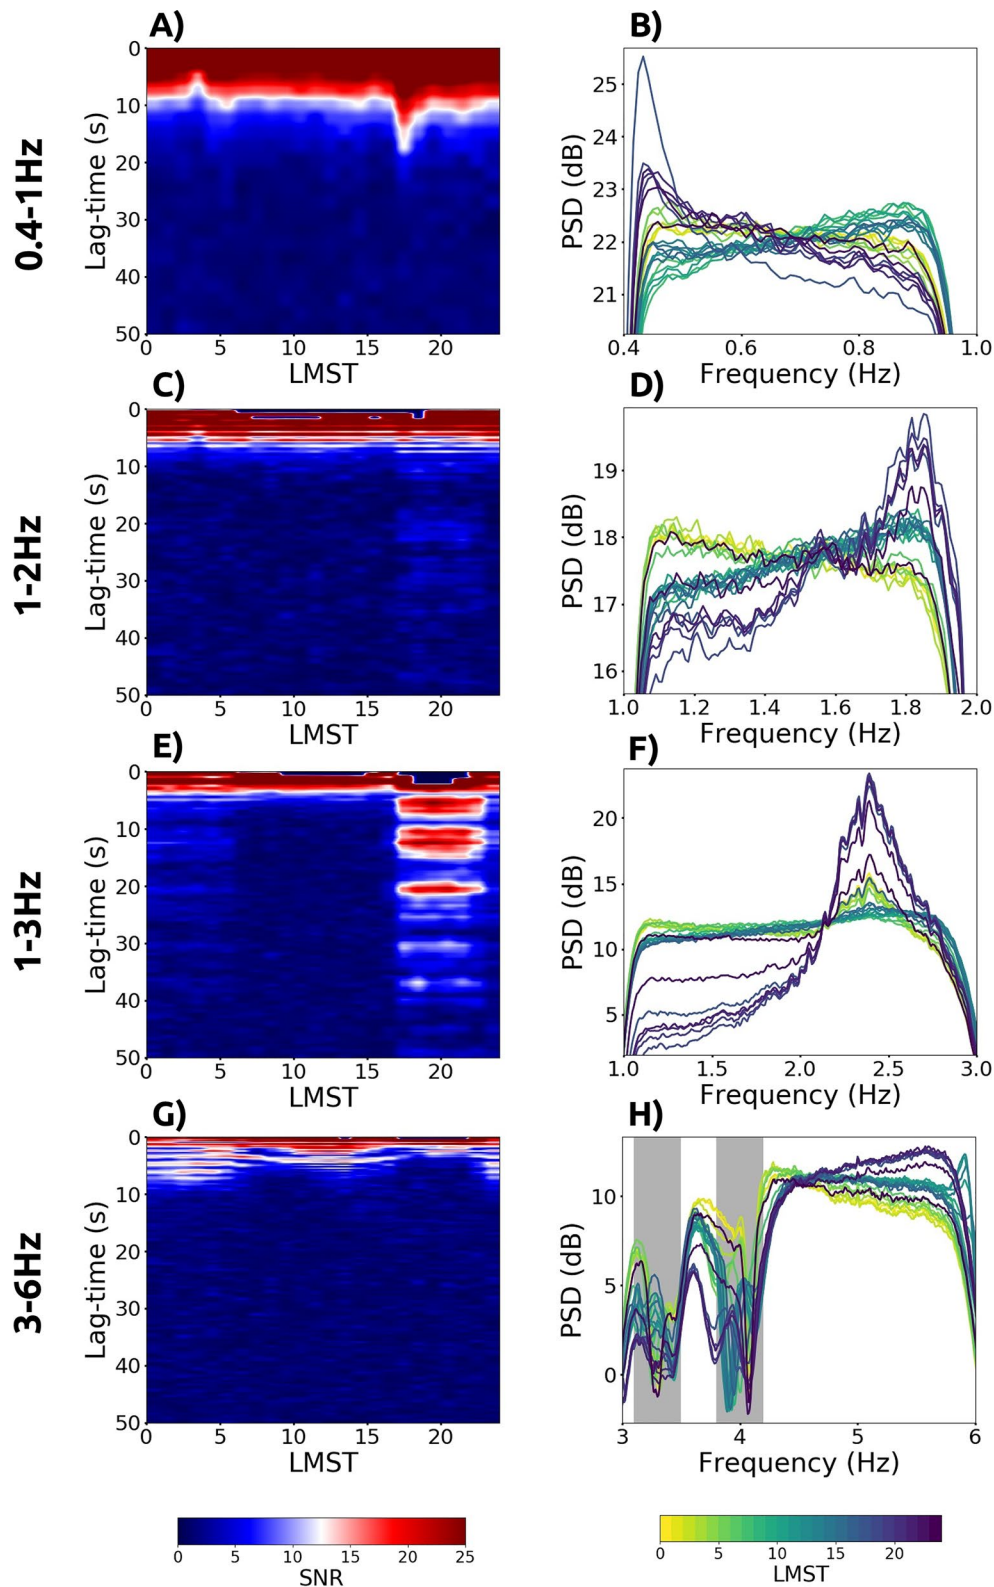 A)
B)
0.4-1Hz
Lag-time (s)
0
10
20
30
40
50
0 5 10 15 20
LMST
PSD (dB)
25
24
23
22
21
0.4 0.6 0.8 1.0
Frequency (Hz)
C)
D)
1-2Hz
Lag-time (s)
0
10
20
30
40
50
0 5 10 15 20
LMST
PSD (dB)
19
18
17
16
1.0 1.2 1.4 1.6 1.8 2.0
Frequency (Hz)
E)
F)
1-3Hz
Lag-time (s)
0
10
20
30
40
50
0 5 10 15 20
LMST
PSD (dB)
20
15
10
5
1.0 1.5 2.0 2.5 3.0
Frequency (Hz)
G)
H)
3-6Hz
Lag-time (s)
0
10
20
30
40
50
0 5 10 15 20
LMST
PSD (dB)
10
5
0
3 4 5 6
Frequency (Hz)
0 5 10 15 20 25
SNR
0 5 10 15 20
LMST